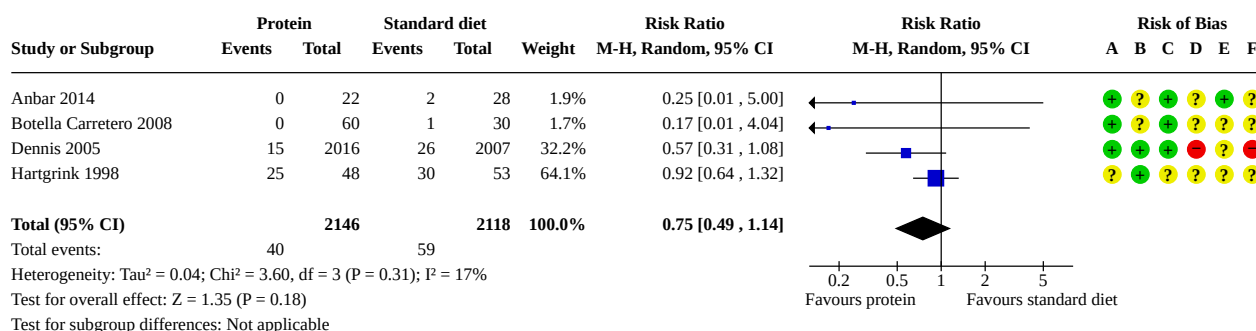 Protein Standard diet Risk Ratio Risk Ratio Risk of Bias
Study or Subgroup Events Total Events Total Weight M-H, Random, 95% CI M-H, Random, 95% CI A B C D E F
Anbar 2014 0 22 2 28 1.9% 0.25 [0.01 , 5.00] + ? + ? + ?
Botella Carretero 2008 0 60 1 30 1.7% 0.17 [0.01 , 4.04] + ? + ? ? ?
Dennis 2005 15 2016 26 2007 32.2% 0.57 [0.31 , 1.08] + + + − ? −
Hartgrink 1998 25 48 30 53 64.1% 0.92 [0.64 , 1.32] ? + ? ? ? ?
Total (95% CI) 2146 2118 100.0% 0.75 [0.49 , 1.14]
Total events: 40 59
Heterogeneity: Tau² = 0.04; Chi² = 3.60, df = 3 (P = 0.31); I² = 17% 0.2 0.5 1 2 5
Test for overall effect: Z = 1.35 (P = 0.18) Favours protein Favours standard diet
Test for subgroup differences: Not applicable